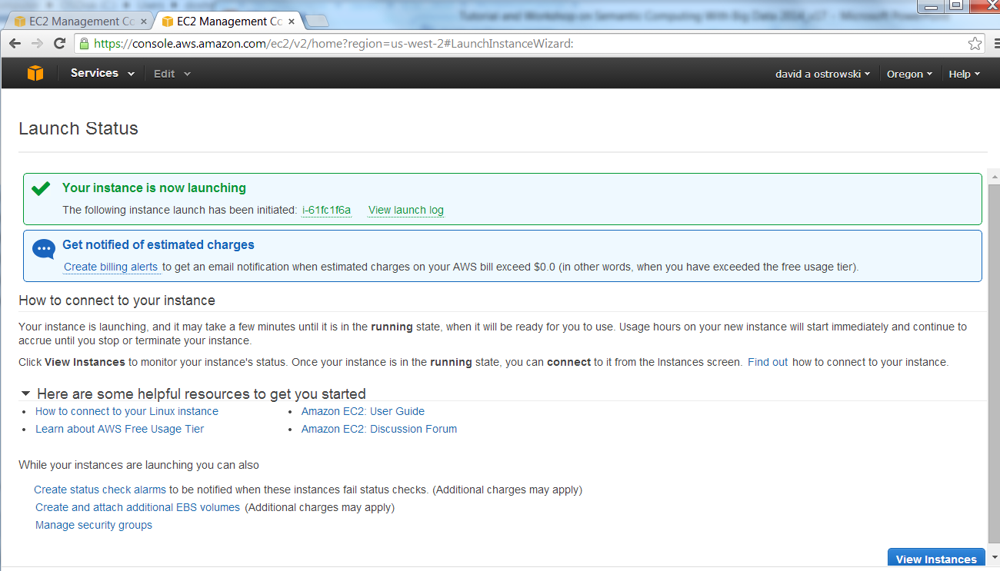 Tutorial and Workshop on Semantic Computing With Big Data 2014_v17 - Microsoft PowerPoint
EC2 Management Co × EC2 Management Co ×
https://console.aws.amazon.com/ec2/v2/home?region=us-west-2#LaunchInstanceWizard:
Services Edit david a ostrowski Oregon Help
Launch Status
Your instance is now launching
The following instance launch has been initiated: i-61fc1f6a View launch log
Get notified of estimated charges
Create billing alerts to get an email notification when estimated charges on your AWS bill exceed $0.0 (in other words, when you have exceeded the free usage tier).
How to connect to your instance
Your instance is launching, and it may take a few minutes until it is in the running state, when it will be ready for you to use. Usage hours on your new instance will start immediately and continue to
accrue until you stop or terminate your instance.
Click View Instances to monitor your instance's status. Once your instance is in the running state, you can connect to it from the Instances screen. Find out how to connect to your instance.
Here are some helpful resources to get you started
• How to connect to your Linux instance • Amazon EC2: User Guide
• Learn about AWS Free Usage Tier • Amazon EC2: Discussion Forum
While your instances are launching you can also
Create status check alarms to be notified when these instances fail status checks. (Additional charges may apply)
Create and attach additional EBS volumes (Additional charges may apply)
Manage security groups
View Instances